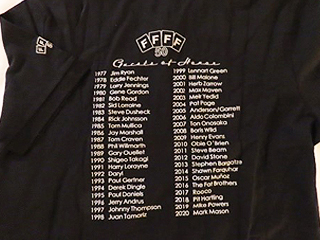 FFFF
50
Guests of Honor
1977 Jim Ryan
1978 Eddie Fechter
1979 Larry Jennings
1980 Gene Gordon
1981 Bob Read
1982 Sid Lorraine
1983 Steve Dusheck
1984 Rick Johnsson
1985 Tom Mullica
1986 Jay Marshall
1987 Tom Craven
1988 Phil Willmarth
1989 Gary Ouellet
1990 Shigeo Takagi
1991 Harry Lorayne
1992 Daryl
1993 Paul Gertner
1994 Derek Dingle
1995 Paul Daniels
1996 Jerry Andrus
1997 Johnny Thompson
1998 Juan Tamariz
1999 Lennart Green
2000 Bill Malone
2001 Herb Zarrow
2002 Max Maven
2003 Mek Yedid
2004 Pat Page
2005 Anderson/Garrett
2006 Aldo Colombini
2007 Ton Onosaka
2008 Boris Wild
2009 Henry Evans
2010 Obie O'Brien
2011 Steve Beam
2012 David Stone
2013 Stephen Bargatze
2014 Shawn Farquhar
2015 Oscar Muñoz
2016 The Fat Brothers
2017 Rocco
2018 Pit Hartling
2019 Mike Powers
2020 Mark Mason